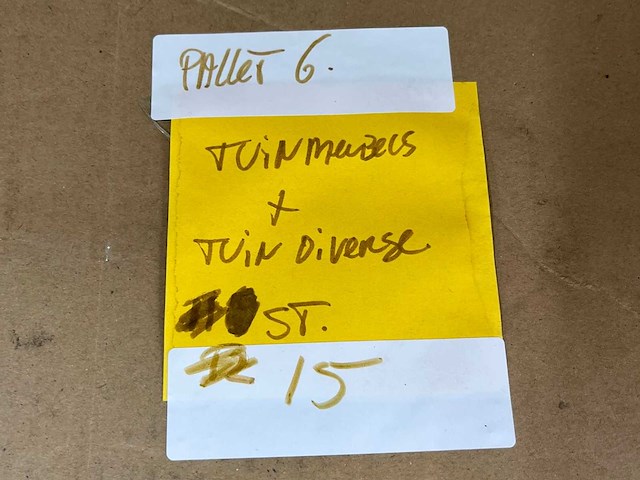 PAlleT 6.
TUiNMeuBels
+
TUiN DiVerse
ST.
15